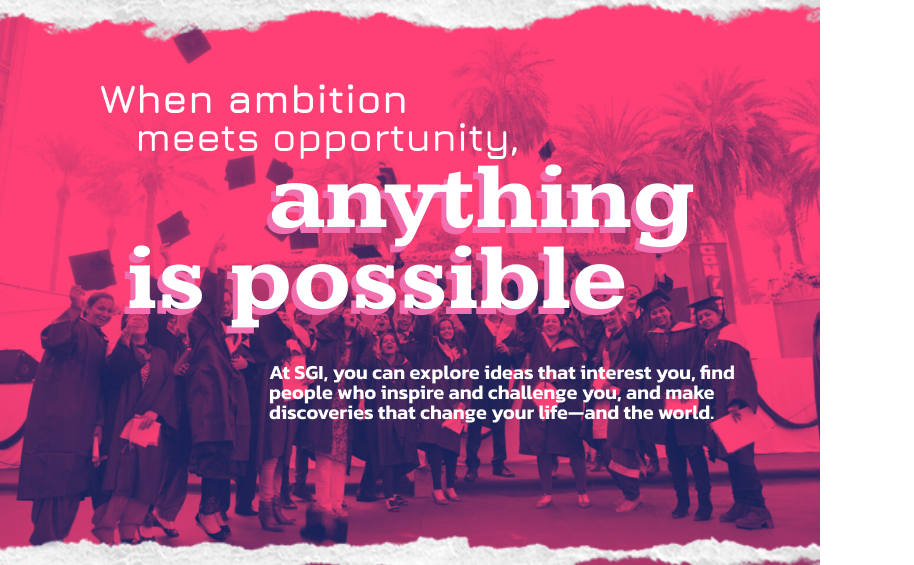 When ambition
meets opportunity,
anything
is possible
At SGI, you can explore ideas that interest you, find
people who inspire and challenge you, and make
discoveries that change your life—and the world.